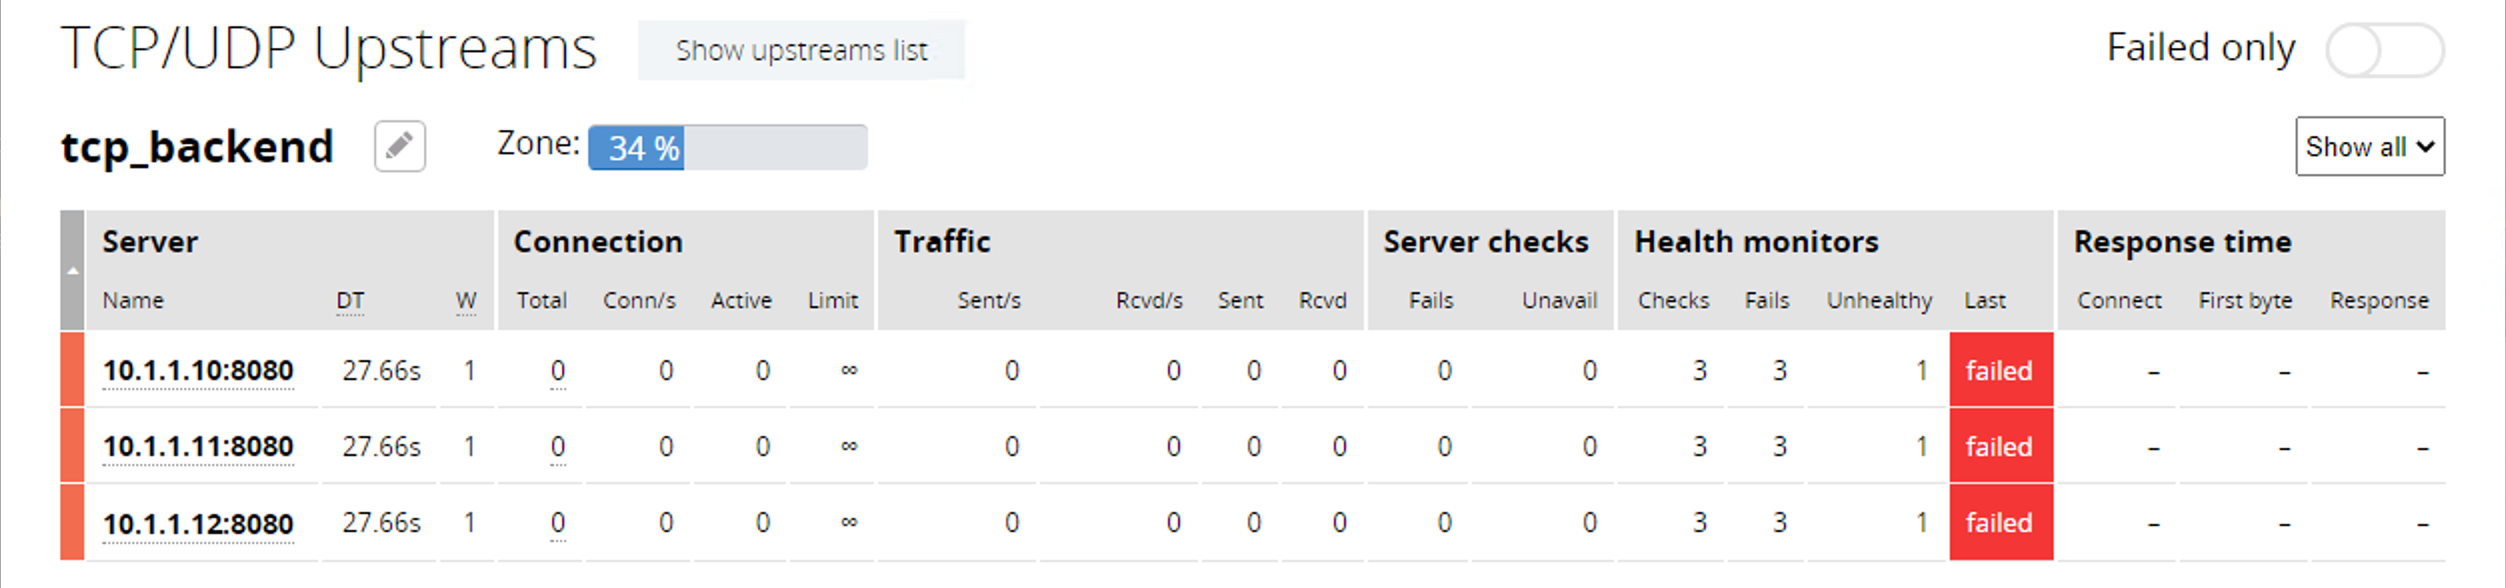 TCP/UDP Upstreams Show upstreams list Failed only
tcp_backend Zone: 34 % Show all
Server Connection Traffic Server checks Health monitors Response time
Name DT W Total Conn/s Active Limit Sent/s Rcvd/s Sent Rcvd Fails Unavail Checks Fails Unhealthy Last Connect First byte Response
10.1.1.10:8080 27.66s 1 0 0 0 ∞ 0 0 0 0 0 0 3 3 1 failed – – –
10.1.1.11:8080 27.66s 1 0 0 0 ∞ 0 0 0 0 0 0 3 3 1 failed – – –
10.1.1.12:8080 27.66s 1 0 0 0 ∞ 0 0 0 0 0 0 3 3 1 failed – – –